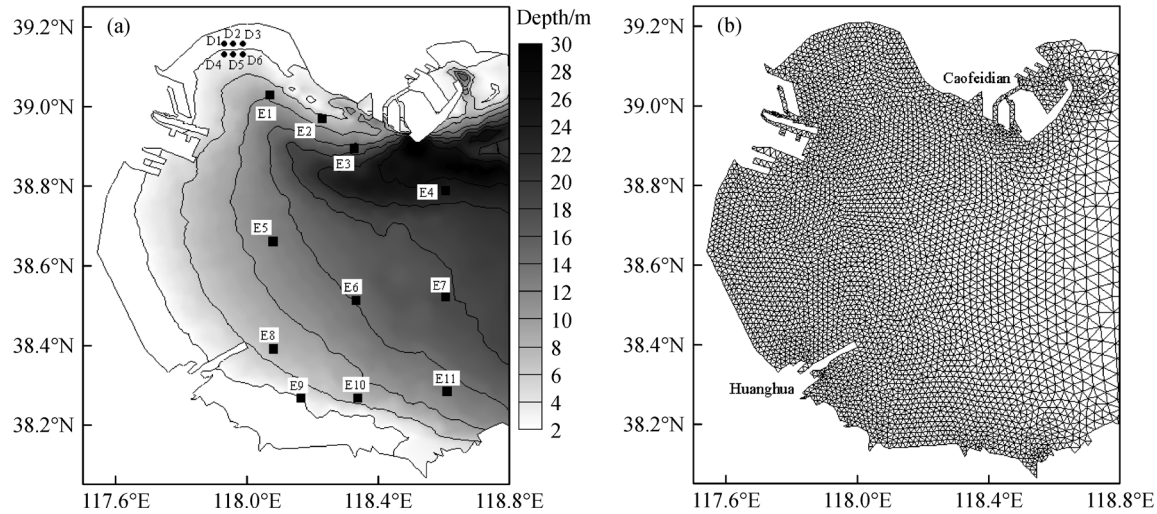 (a)
Depth/m
39.2°N
39.0°N
38.8°N
38.6°N
38.4°N
38.2°N
117.6°E 118.0°E 118.4°E 118.8°E
D1 D2 D3
D4 D5 D6
E1
E2
E3
E4
E5
E6
E7
E8
E9
E10
E11
30
28
26
24
22
20
18
16
14
12
10
8
6
4
2
(b)
39.2°N
39.0°N
38.8°N
38.6°N
38.4°N
38.2°N
117.6°E 118.0°E 118.4°E 118.8°E
Caofeidian
Huanghua